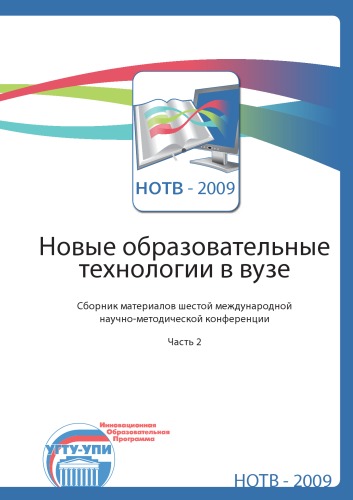 НОТВ - 2009
Новые образовательные
технологии в вузе
Сборник материалов шестой международной
научно-методической конференции
Часть 2
Инновационная
Образовательная
Программа
УГТУ-УПИ
НОТВ - 2009